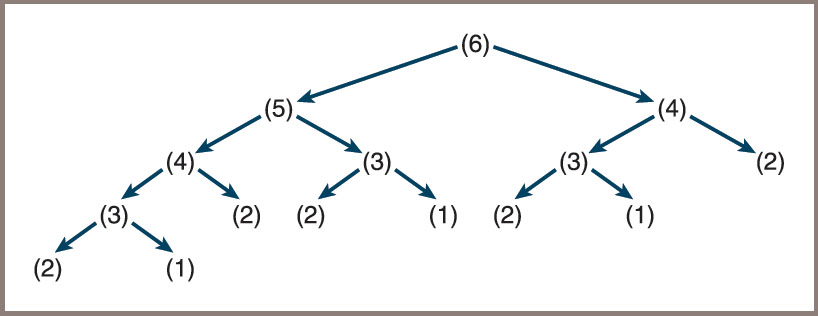 (6)
(5) (4)
(4) (3) (3) (2)
(3) (2) (2) (1) (2) (1)
(2) (1)